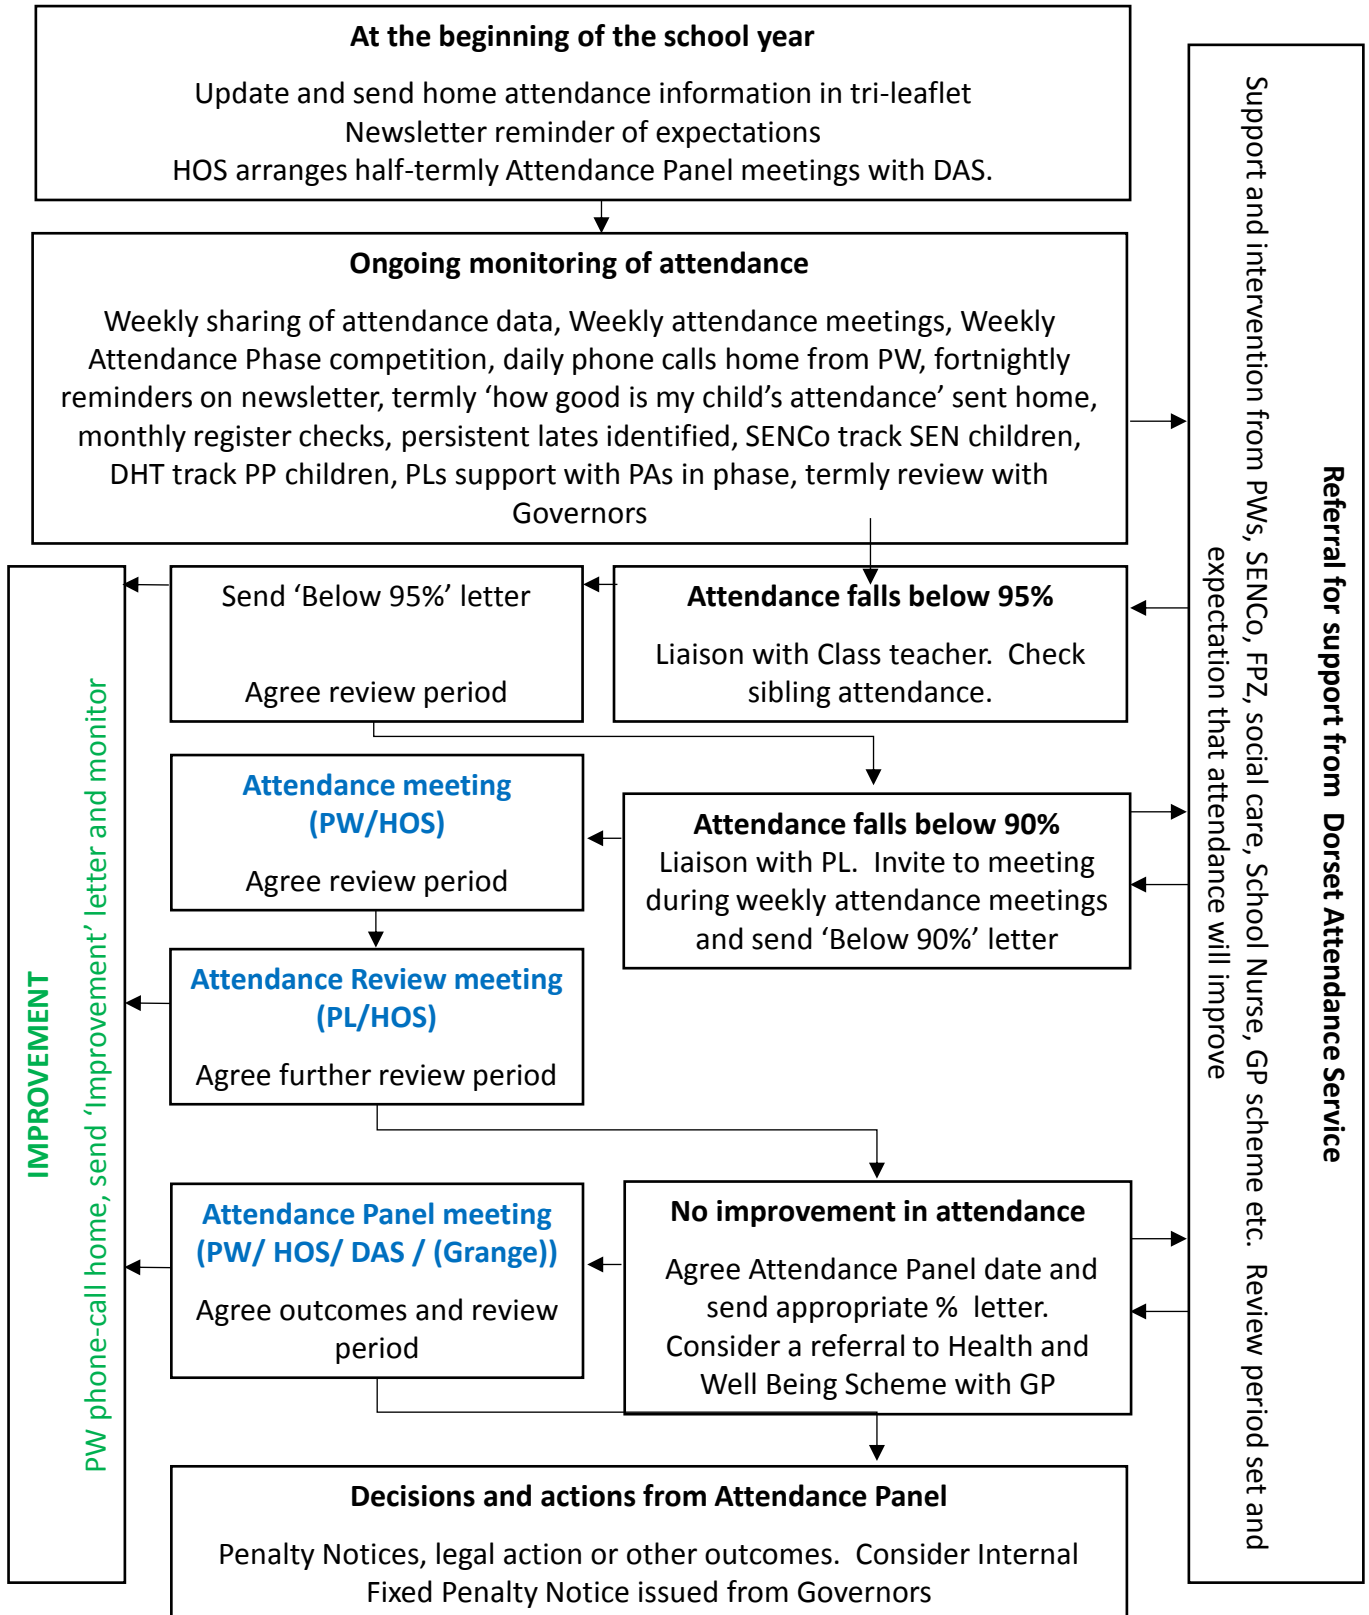 At the beginning of the school year
Update and send home attendance information in tri-leaflet
Newsletter reminder of expectations
HOS arranges half-termly Attendance Panel meetings with DAS.
Ongoing monitoring of attendance
Weekly sharing of attendance data, Weekly attendance meetings, Weekly
Attendance Phase competition, daily phone calls home from PW, fortnightly
reminders on newsletter, termly ‘how good is my child’s attendance’ sent home,
monthly register checks, persistent lates identified, SENCo track SEN children,
DHT track PP children, PLs support with PAs in phase, termly review with
Governors
Attendance falls below 95%
Liaison with Class teacher.  Check
sibling attendance.
Send ‘Below 95%’ letter
Agree review period
Attendance falls below 90%
Liaison with PL.  Invite to meeting
during weekly attendance meetings
and send ‘Below 90%’ letter
Attendance meeting
(PW/HOS)
Agree review period
Attendance Review meeting
(PL/HOS)
Agree further review period
No improvement in attendance
Agree Attendance Panel date and
send appropriate %  letter.
Consider a referral to Health and
Well Being Scheme with GP
Attendance Panel meeting
(PW/ HOS/ DAS / (Grange))
Agree outcomes and review
period
Decisions and actions from Attendance Panel
Penalty Notices, legal action or other outcomes.  Consider Internal
Fixed Penalty Notice issued from Governors
IMPROVEMENT
PW phone-call home, send ‘Improvement’ letter and monitor
Referral for support from  Dorset Attendance Service
Support and intervention from PWs, SENCo, FPZ, social care, School Nurse, GP scheme etc.  Review period set and
expectation that attendance will improve